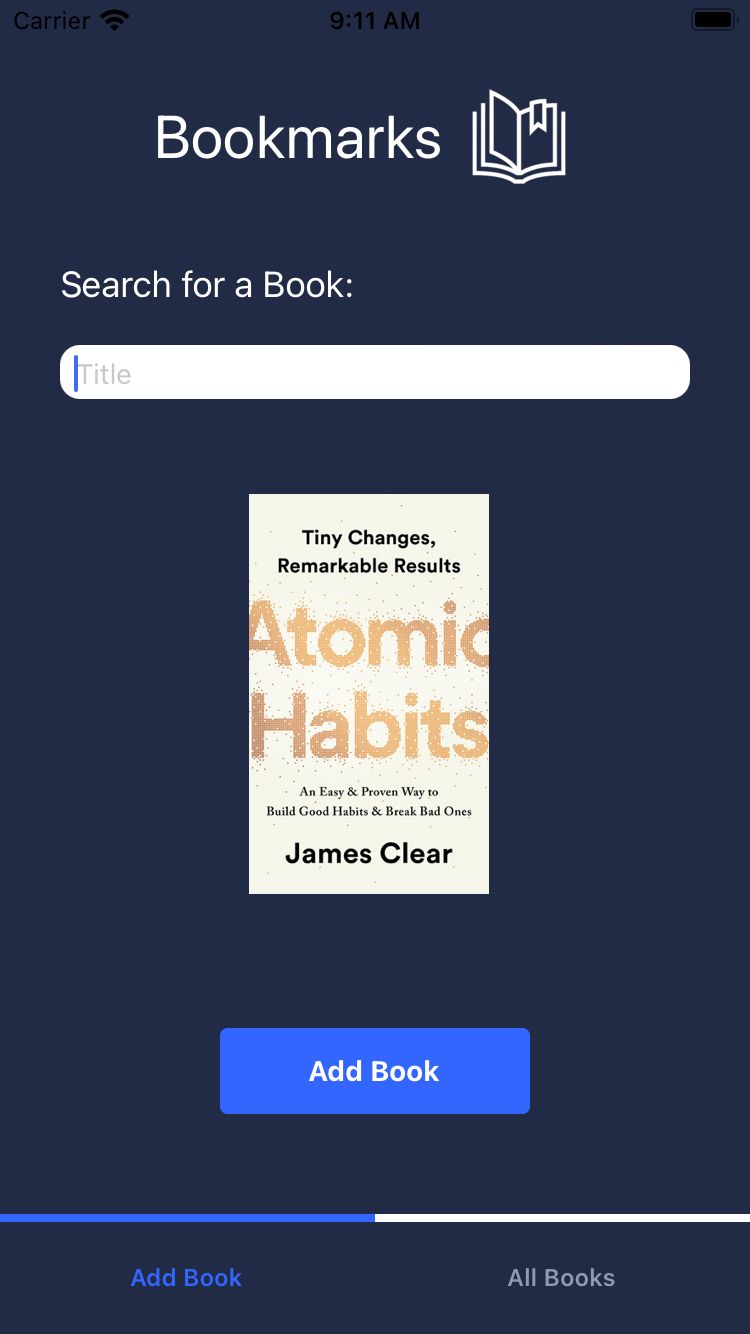 Carrier
9:11 AM
Bookmarks
Search for a Book:
Title
Tiny Changes,
Remarkable Results
Atomic
Habits
An Easy & Proven Way to
Build Good Habits & Break Bad Ones
James Clear
Add Book
Add Book
All Books